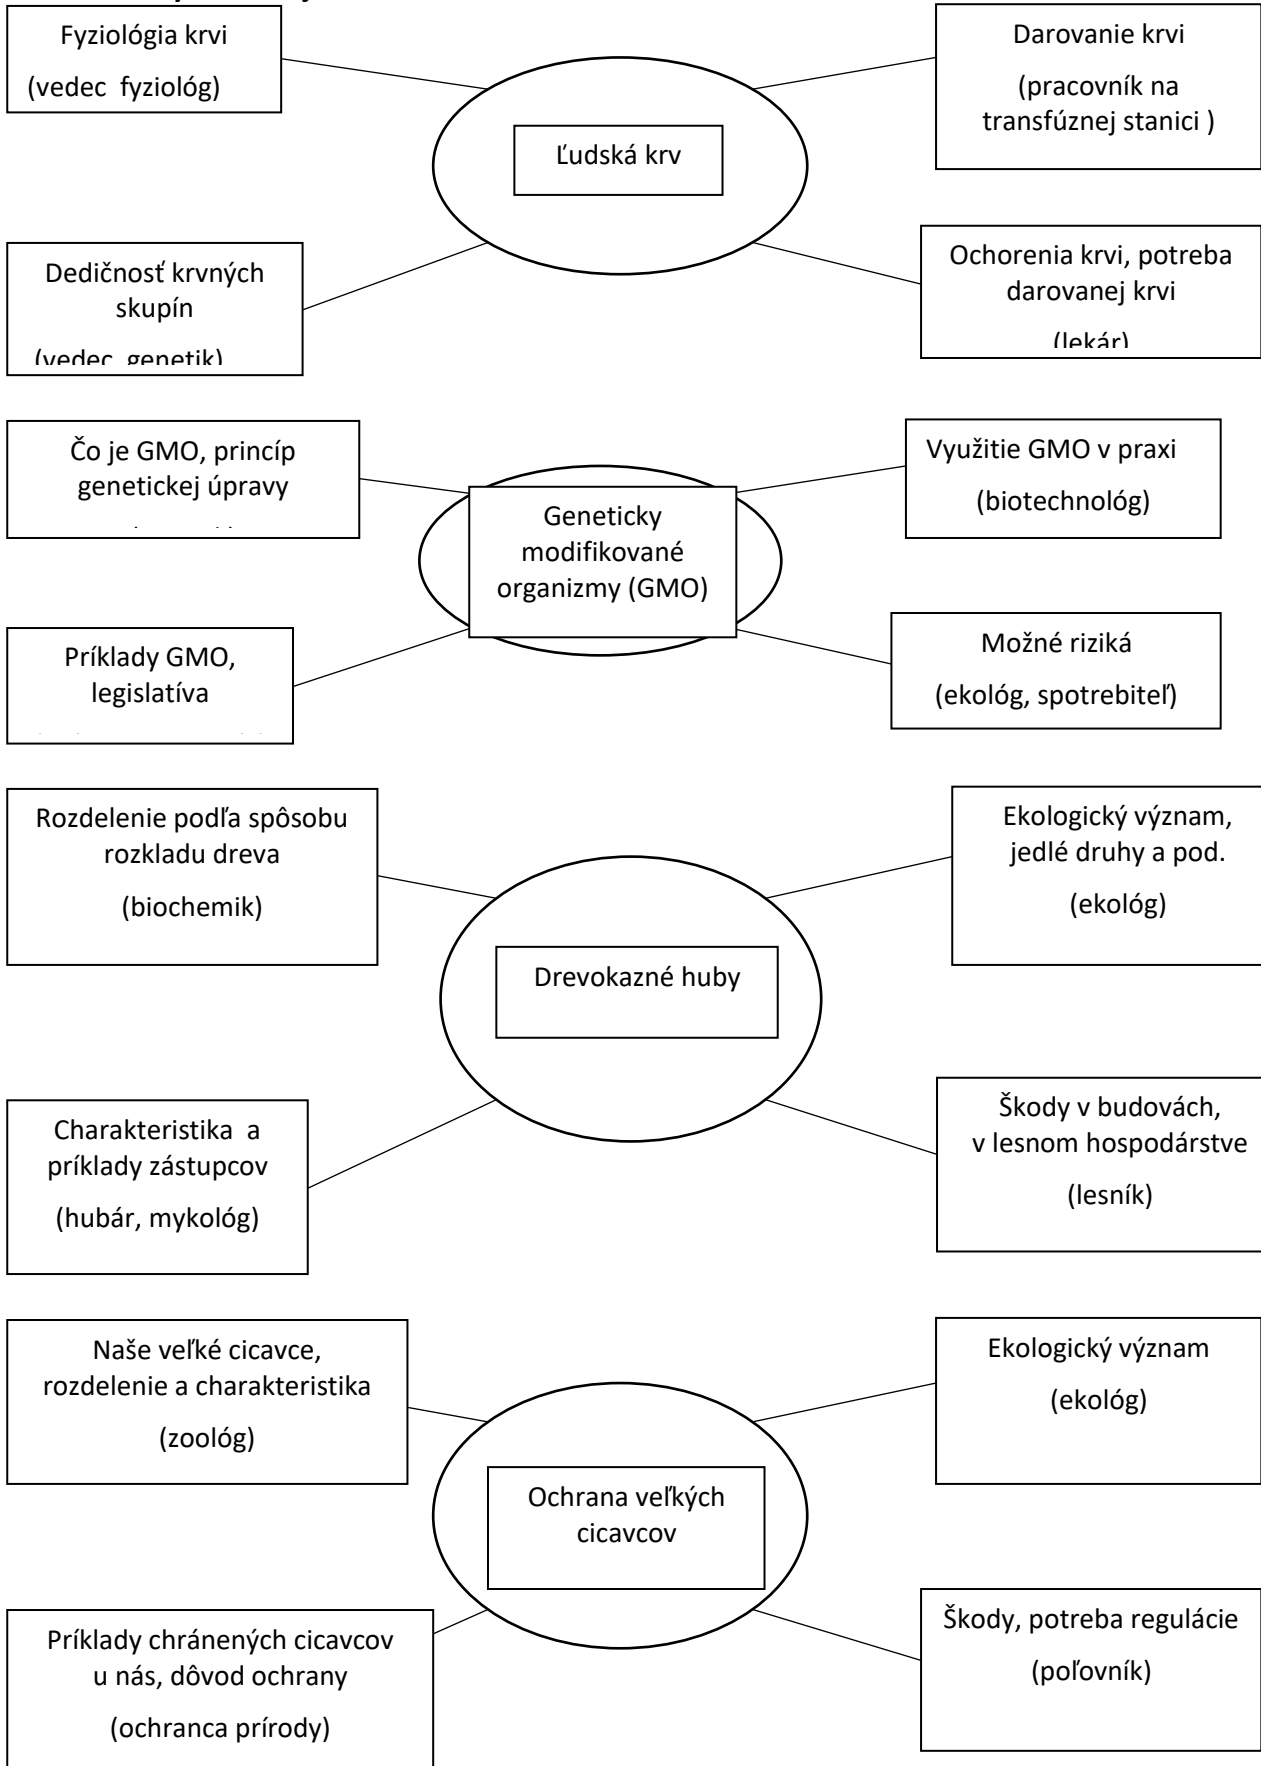 Fyziológia krvi
(vedec fyziológ)
Darovanie krvi
(pracovník na
transfúznej stanici )
Ľudská krv
Dedičnosť krvných
skupín
(vedec genetik)
Ochorenia krvi, potreba
darovanej krvi
(lekár)
Čo je GMO, princíp
genetickej úpravy
Využitie GMO v praxi
(biotechnológ)
Geneticky
modifikované
organizmy (GMO)
Príklady GMO,
legislatíva
Možné riziká
(ekológ, spotrebiteľ)
Rozdelenie podľa spôsobu
rozkladu dreva
(biochemik)
Ekologický význam,
jedlé druhy a pod.
(ekológ)
Drevokazné huby
Charakteristika a
príklady zástupcov
(hubár, mykológ)
Škody v budovách,
v lesnom hospodárstve
(lesník)
Naše veľké cicavce,
rozdelenie a charakteristika
(zoológ)
Ekologický význam
(ekológ)
Ochrana veľkých
cicavcov
Príklady chránených cicavcov
u nás, dôvod ochrany
(ochranca prírody)
Škody, potreba regulácie
(poľovník)